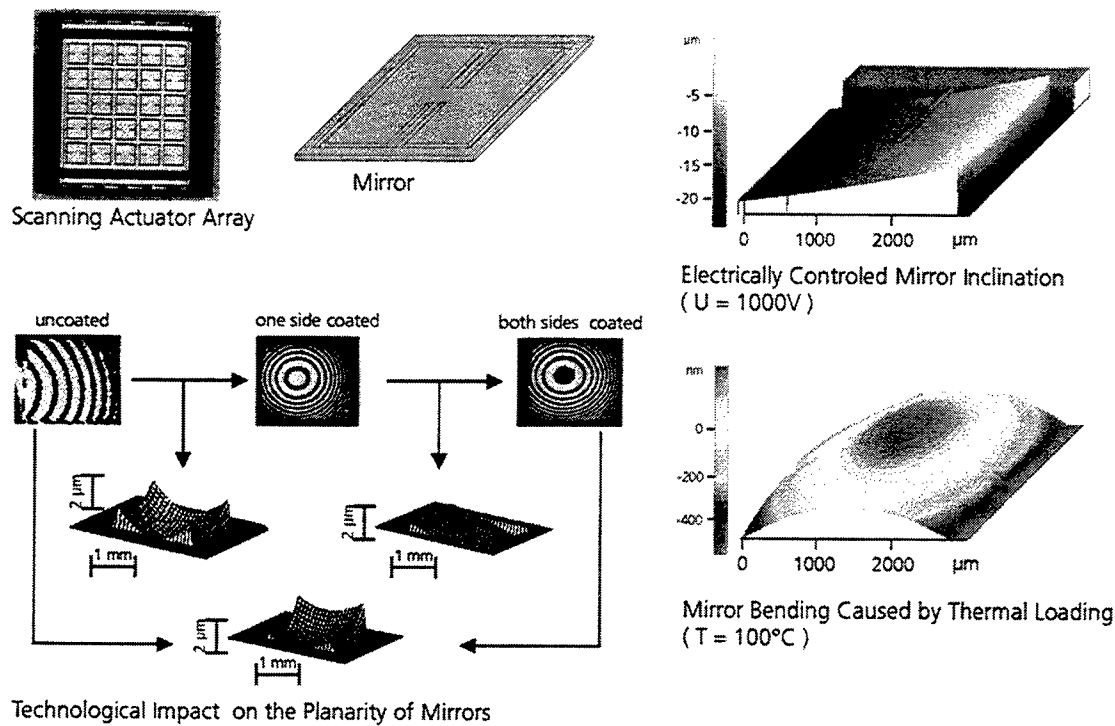 Scanning Actuator Array
Mirror
µm
-5
-10
-15
-20
0 1000 2000 µm
Electrically Controled Mirror Inclination
( U = 1000V )
uncoated
one side coated
both sides coated
2 µm
1 mm
2 µm
1 mm
2 µm
1 mm
Technological Impact on the Planarity of Mirrors
nm
0
-200
-400
0 1000 2000 µm
Mirror Bending Caused by Thermal Loading
( T = 100°C )